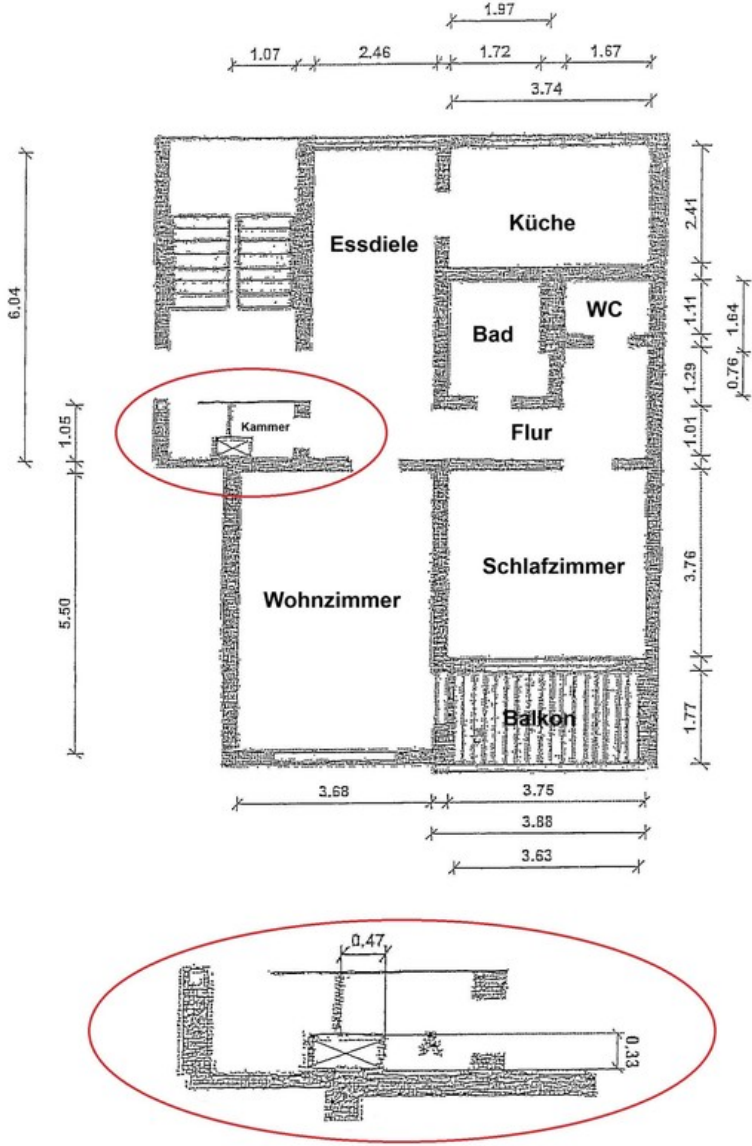 1.97
1.07 2.46 1.72 1.67
3.74
6.04
Essdiele
Küche
2.41
Bad
WC
1.11
1.64
1.29
0.76
1.05
Kammer
Flur
1.01
5.50
Wohnzimmer
Schlafzimmer
3.76
Balkon
1.77
3.68 3.75
3.88
3.63
0.47
0.33